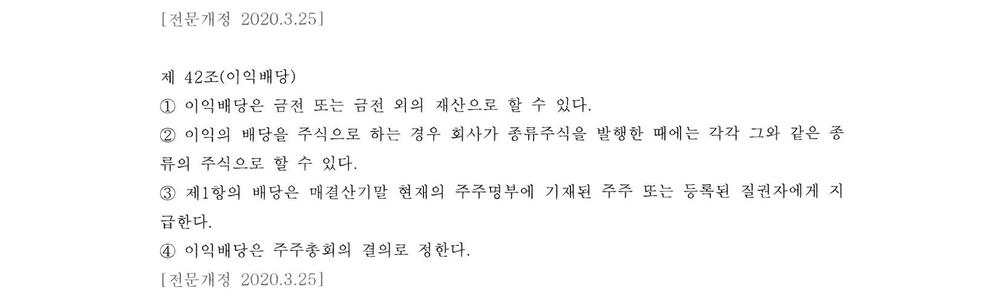 [전문개정 2020.3.25]
제 42조(이익배당)
① 이익배당은 금전 또는 금전 외의 재산으로 할 수 있다.
② 이익의 배당을 주식으로 하는 경우 회사가 종류주식을 발행한 때에는 각각 그와 같은 종
류의 주식으로 할 수 있다.
③ 제1항의 배당은 매결산기말 현재의 주주명부에 기재된 주주 또는 등록된 질권자에게 지
급한다.
④ 이익배당은 주주총회의 결의로 정한다.
[전문개정 2020.3.25]